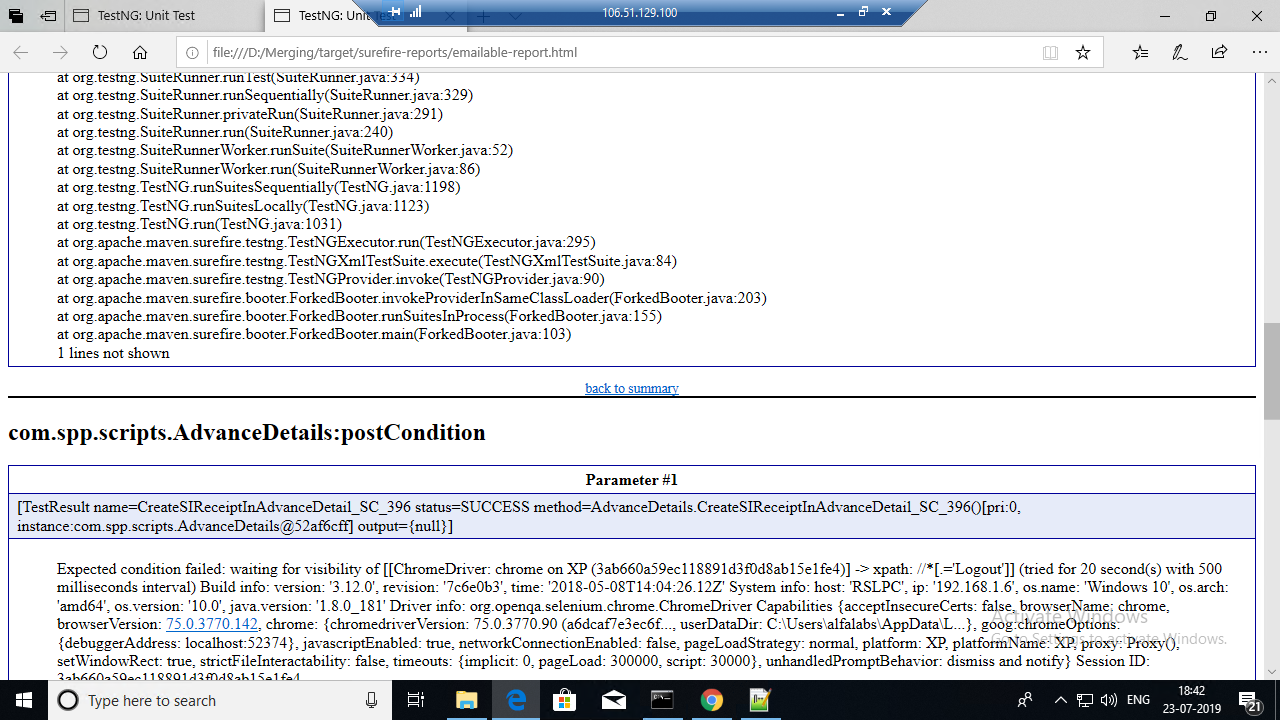 TestNG: Unit Test
TestNG: Unit Te
106.51.129.100
file:///D:/Merging/target/surefire-reports/emailable-report.html
at org.testng.SuiteRunner.runTest(SuiteRunner.java:334)
at org.testng.SuiteRunner.runSequentially(SuiteRunner.java:329)
at org.testng.SuiteRunner.privateRun(SuiteRunner.java:291)
at org.testng.SuiteRunner.run(SuiteRunner.java:240)
at org.testng.SuiteRunnerWorker.runSuite(SuiteRunnerWorker.java:52)
at org.testng.SuiteRunnerWorker.run(SuiteRunnerWorker.java:86)
at org.testng.TestNG.runSuitesSequentially(TestNG.java:1198)
at org.testng.TestNG.runSuitesLocally(TestNG.java:1123)
at org.testng.TestNG.run(TestNG.java:1031)
at org.apache.maven.surefire.testng.TestNGExecutor.run(TestNGExecutor.java:295)
at org.apache.maven.surefire.testng.TestNGXmlTestSuite.execute(TestNGXmlTestSuite.java:84)
at org.apache.maven.surefire.testng.TestNGProvider.invoke(TestNGProvider.java:90)
at org.apache.maven.surefire.booter.ForkedBooter.invokeProviderInSameClassLoader(ForkedBooter.java:203)
at org.apache.maven.surefire.booter.ForkedBooter.runSuitesInProcess(ForkedBooter.java:155)
at org.apache.maven.surefire.booter.ForkedBooter.main(ForkedBooter.java:103)
1 lines not shown
back to summary
com.spp.scripts.AdvanceDetails:postCondition
Parameter #1
[TestResult name=CreateSIReceiptInAdvanceDetail_SC_396 status=SUCCESS method=AdvanceDetails.CreateSIReceiptInAdvanceDetail_SC_396()[pri:0,
instance:com.spp.scripts.AdvanceDetails@52af6cff] output={null}]
Expected condition failed: waiting for visibility of [[ChromeDriver: chrome on XP (3ab660a59ec118891d3f0d8ab15e1fe4)] -> xpath: //*[.='Logout']] (tried for 20 second(s) with 500
milliseconds interval) Build info: version: '3.12.0', revision: '7c6e0b3', time: '2018-05-08T14:04:26.12Z' System info: host: 'RSLPC', ip: '192.168.1.6', os.name: 'Windows 10', os.arch:
'amd64', os.version: '10.0', java.version: '1.8.0_181' Driver info: org.openqa.selenium.chrome.ChromeDriver Capabilities {acceptInsecureCerts: false, browserName: chrome,
browserVersion: 75.0.3770.142, chrome: {chromedriverVersion: 75.0.3770.90 (a6dcaf7e3ec6f..., userDataDir: C:\Users\alfalabs\AppData\L...}, goog:chromeOptions:
{debuggerAddress: localhost:52374}, javascriptEnabled: true, networkConnectionEnabled: false, pageLoadStrategy: normal, platform: XP, platformName: XP, proxy: Proxy(),
setWindowRect: true, strictFileInteractability: false, timeouts: {implicit: 0, pageLoad: 300000, script: 30000}, unhandledPromptBehavior: dismiss and notify} Session ID:
3ab660a59ec118891d3f0d8ab15e1fe4
Activate Windows
Go to Settings to activate Windows.
Type here to search
ENG
18:42
23-07-2019
21